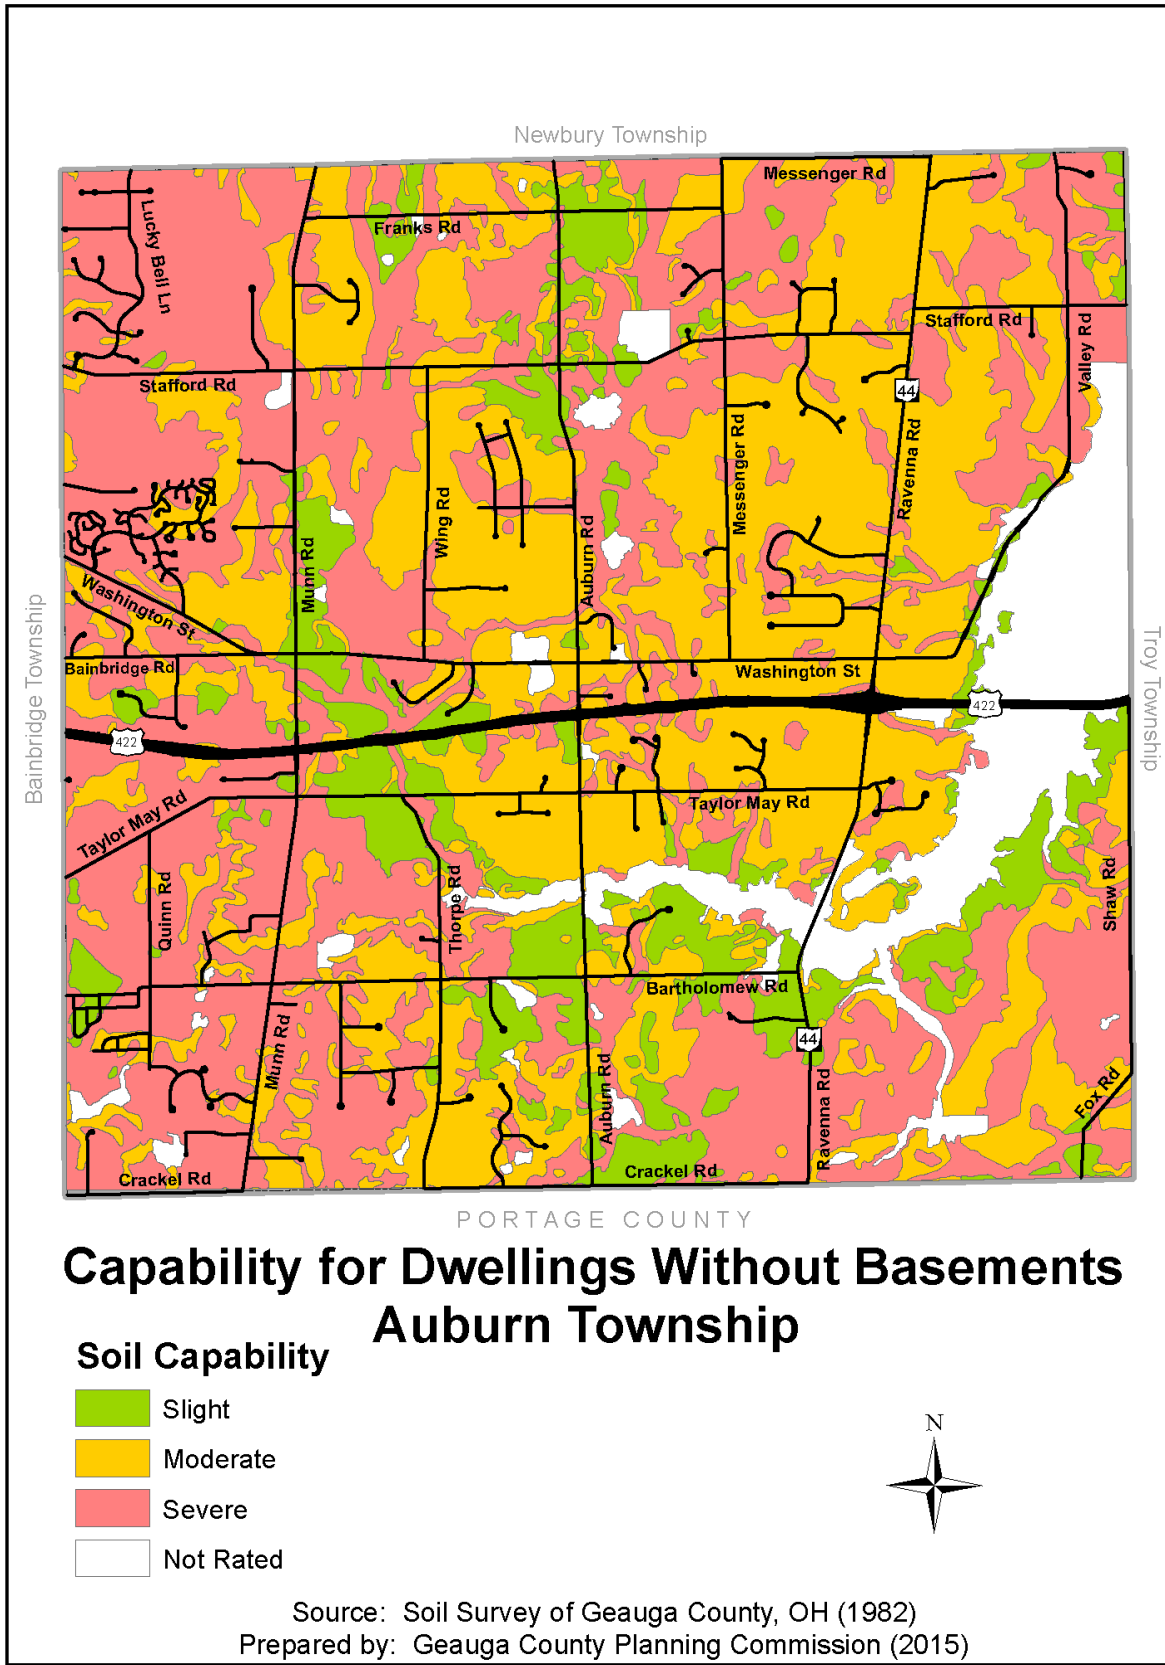 Newbury Township
Messenger Rd
Lucky Bell Ln
Franks Rd
Stafford Rd
Valley Rd
Stafford Rd
44
Ravenna Rd
Messenger Rd
Wing Rd
Auburn Rd
Munn Rd
Washington St
Bainbridge Township
Troy Township
Bainbridge Rd
Washington St
422
422
Taylor May Rd
Taylor May Rd
Quinn Rd
Thorpe Rd
Shaw Rd
Bartholomew Rd
44
Munn Rd
Auburn Rd
Ravenna Rd
Fox Rd
Crackel Rd
Crackel Rd
PORTAGE COUNTY
Capability for Dwellings Without Basements
Auburn Township
Soil Capability
Slight
Moderate
Severe
Not Rated
N
Source: Soil Survey of Geauga County, OH (1982)
Prepared by: Geauga County Planning Commission (2015)